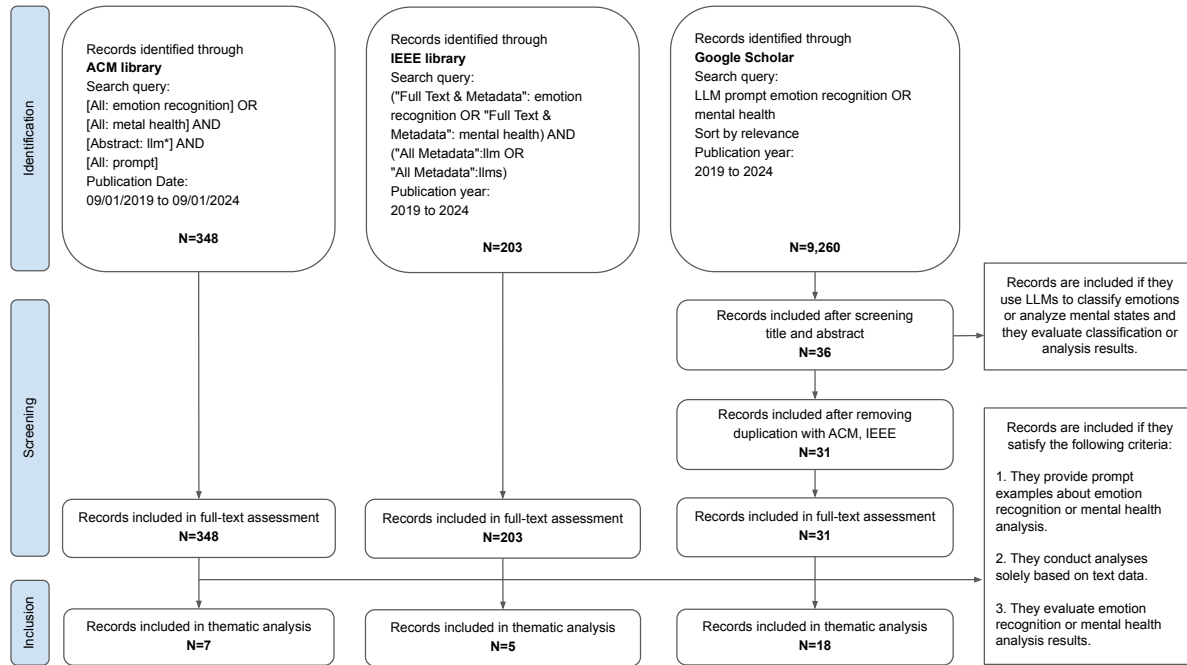 Identification
Records identified through
ACM library
Search query:
[All: emotion recognition] OR
[All: metal health] AND
[Abstract: llm*] AND
[All: prompt]
Publication Date:
09/01/2019 to 09/01/2024
N=348
Records identified through
IEEE library
Search query:
("Full Text & Metadata": emotion
recognition OR "Full Text &
Metadata": mental health) AND
("All Metadata":llm OR
"All Metadata":llms)
Publication year:
2019 to 2024
N=203
Records identified through
Google Scholar
Search query:
LLM prompt emotion recognition OR
mental health
Sort by relevance
Publication year:
2019 to 2024
N=9,260
Screening
Records included after screening
title and abstract
N=36
Records are included if they
use LLMs to classify emotions
or analyze mental states and
they evaluate classification or
analysis results.
Records included after removing
duplication with ACM, IEEE
N=31
Records included in full-text assessment
N=348
Records included in full-text assessment
N=203
Records included in full-text assessment
N=31
Records are included if they
satisfy the following criteria:
1. They provide prompt
examples about emotion
recognition or mental health
analysis.
2. They conduct analyses
solely based on text data.
3. They evaluate emotion
recognition or mental health
analysis results.
Inclusion
Records included in thematic analysis
N=7
Records included in thematic analysis
N=5
Records included in thematic analysis
N=18